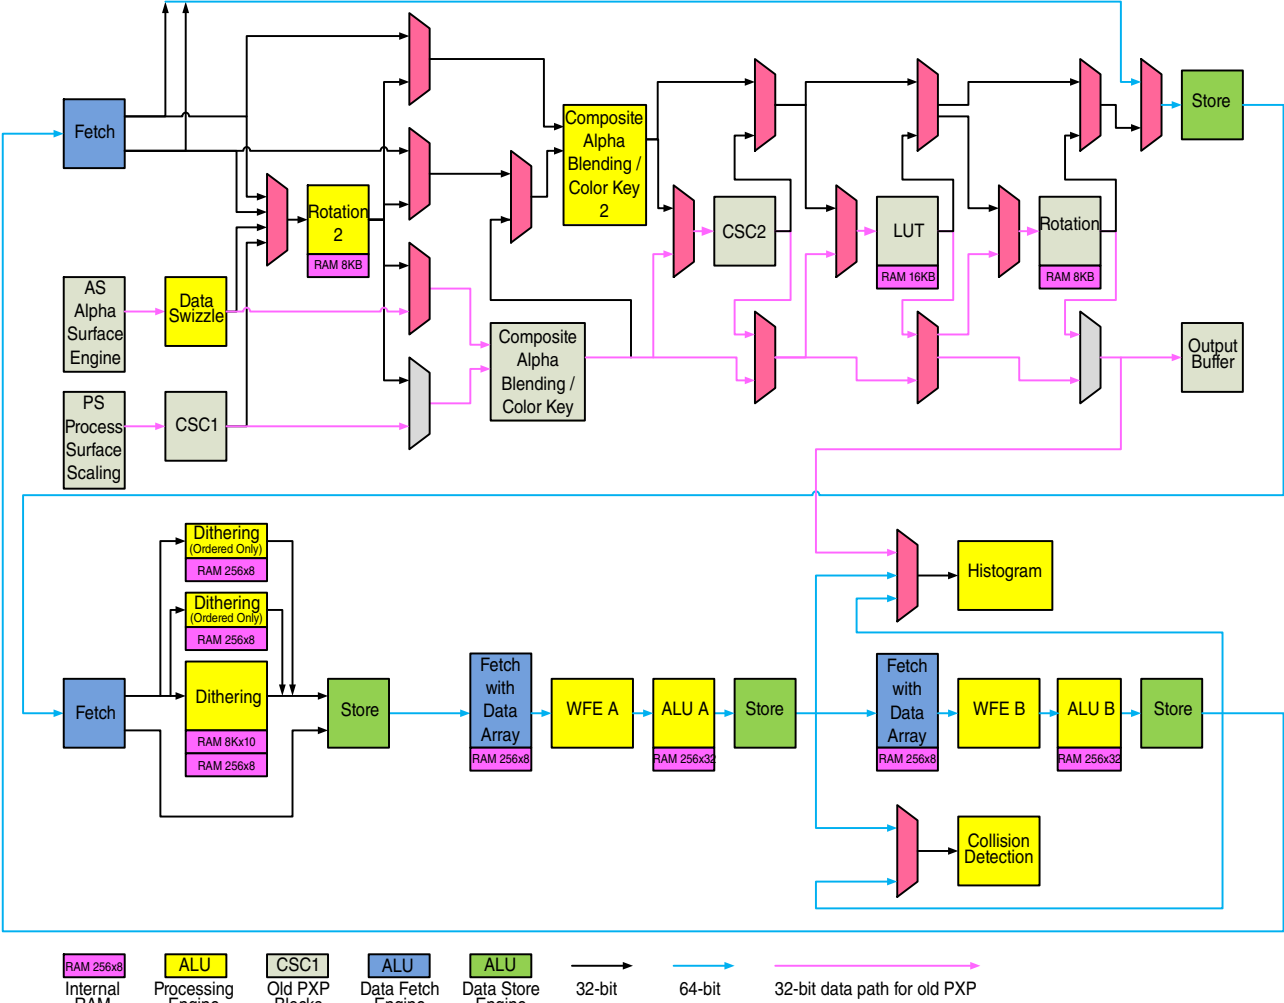 Fetch
AS
Alpha
Surface
Engine
PS
Process
Surface
Scaling
Data
Swizzle
CSC1
Rotation
2
RAM 8KB
Composite
Alpha
Blending /
Color Key
2
Composite
Alpha
Blending /
Color Key
CSC2
LUT
RAM 16KB
Rotation
RAM 8KB
Store
Output
Buffer
Dithering
(Ordered Only)
RAM 256x8
Dithering
(Ordered Only)
RAM 256x8
Fetch
Dithering
RAM 8Kx10
RAM 256x8
Store
Fetch
with
Data
Array
RAM 256x8
WFE A
ALU A
RAM 256x32
Store
Histogram
Fetch
with
Data
Array
RAM 256x8
WFE B
ALU B
RAM 256x32
Store
Collision
Detection
RAM 256x8
Internal
RAM
ALU
Processing
Engine
CSC1
Old PXP
Blocks
ALU
Data Fetch
Engine
ALU
Data Store
Engine
32-bit
64-bit
32-bit data path for old PXP